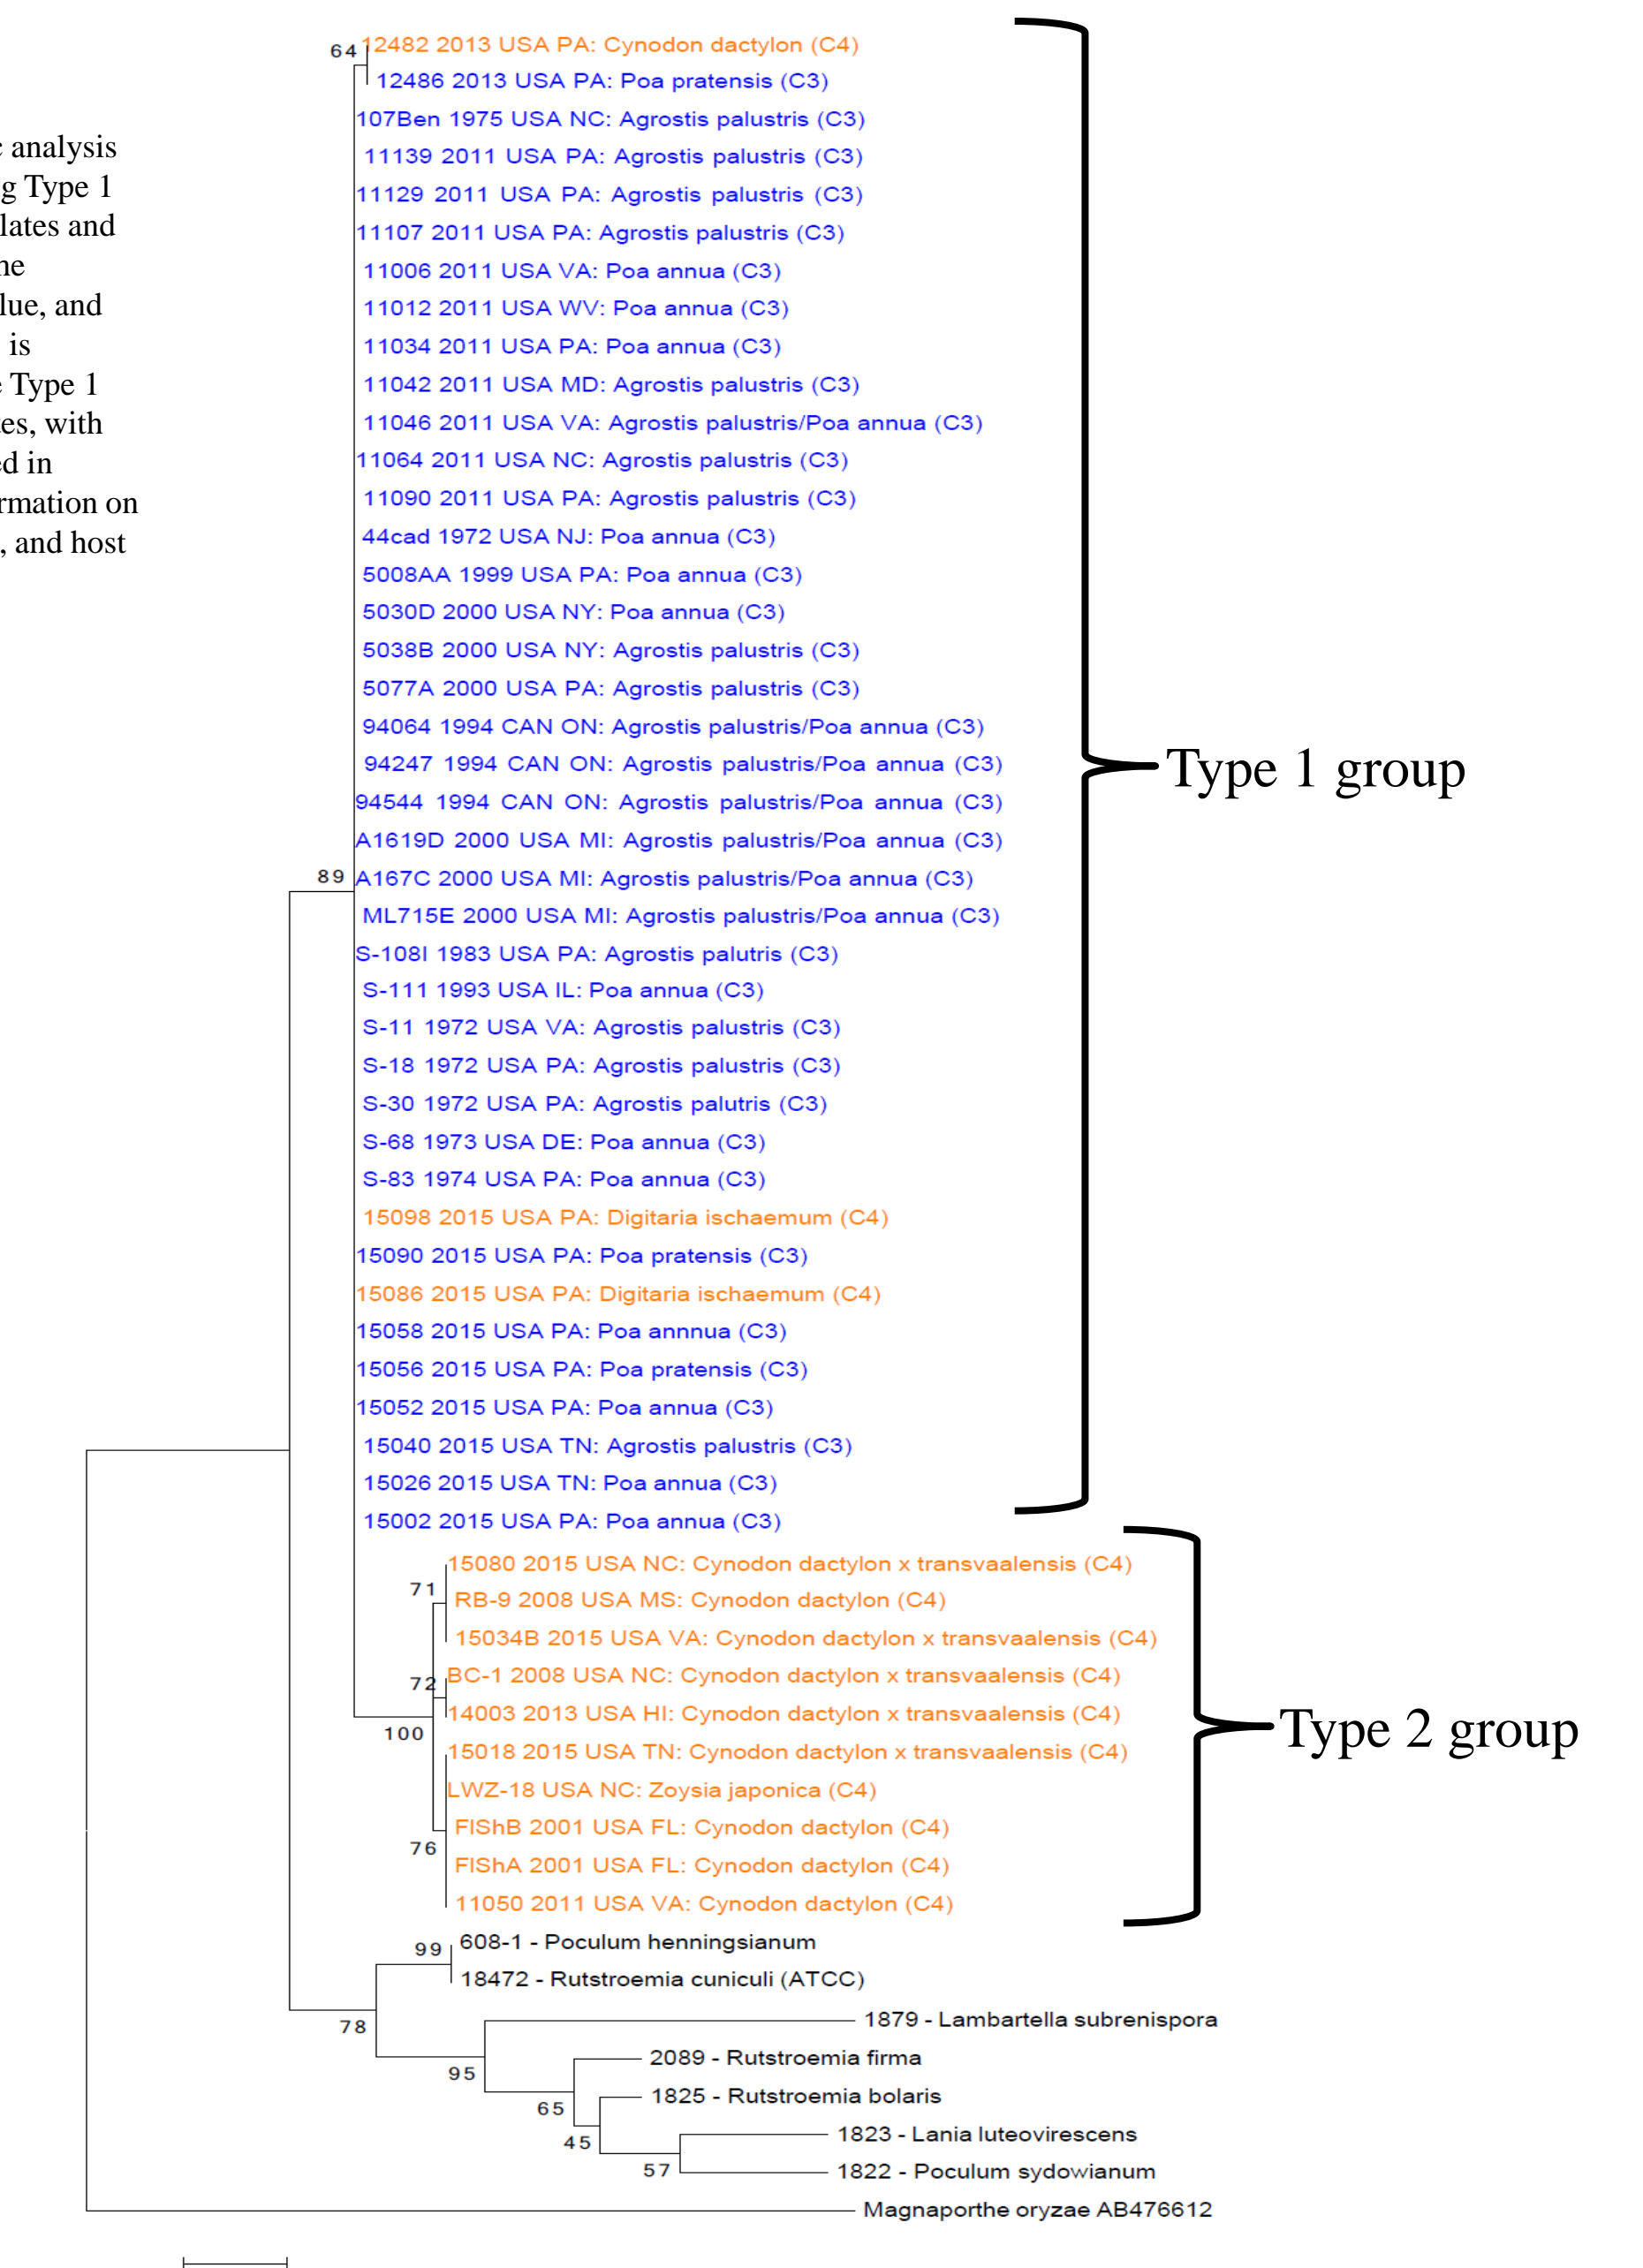 c analysis
g Type 1
lates and
ne
lue, and
is
e Type 1
tes, with
ed in
rmation on
, and host
64
12482 2013 USA PA: Cynodon dactylon (C4)
12486 2013 USA PA: Poa pratensis (C3)
107Ben 1975 USA NC: Agrostis palustris (C3)
11139 2011 USA PA: Agrostis palustris (C3)
11129 2011 USA PA: Agrostis palustris (C3)
11107 2011 USA PA: Agrostis palustris (C3)
11006 2011 USA VA: Poa annua (C3)
11012 2011 USA WV: Poa annua (C3)
11034 2011 USA PA: Poa annua (C3)
11042 2011 USA MD: Agrostis palustris (C3)
11046 2011 USA VA: Agrostis palustris/Poa annua (C3)
11064 2011 USA NC: Agrostis palustris (C3)
11090 2011 USA PA: Agrostis palustris (C3)
44cad 1972 USA NJ: Poa annua (C3)
5008AA 1999 USA PA: Poa annua (C3)
5030D 2000 USA NY: Poa annua (C3)
5038B 2000 USA NY: Agrostis palustris (C3)
5077A 2000 USA PA: Agrostis palustris (C3)
94064 1994 CAN ON: Agrostis palustris/Poa annua (C3)
94247 1994 CAN ON: Agrostis palustris/Poa annua (C3)
94544 1994 CAN ON: Agrostis palustris/Poa annua (C3)
A1619D 2000 USA MI: Agrostis palustris/Poa annua (C3)
89
A167C 2000 USA MI: Agrostis palustris/Poa annua (C3)
ML715E 2000 USA MI: Agrostis palustris/Poa annua (C3)
S-108I 1983 USA PA: Agrostis palutris (C3)
S-111 1993 USA IL: Poa annua (C3)
S-11 1972 USA VA: Agrostis palustris (C3)
S-18 1972 USA PA: Agrostis palustris (C3)
S-30 1972 USA PA: Agrostis palutris (C3)
S-68 1973 USA DE: Poa annua (C3)
S-83 1974 USA PA: Poa annua (C3)
15098 2015 USA PA: Digitaria ischaemum (C4)
15090 2015 USA PA: Poa pratensis (C3)
15086 2015 USA PA: Digitaria ischaemum (C4)
15058 2015 USA PA: Poa annnua (C3)
15056 2015 USA PA: Poa pratensis (C3)
15052 2015 USA PA: Poa annua (C3)
15040 2015 USA TN: Agrostis palustris (C3)
15026 2015 USA TN: Poa annua (C3)
15002 2015 USA PA: Poa annua (C3)
Type 1 group
15080 2015 USA NC: Cynodon dactylon x transvaalensis (C4)
71
RB-9 2008 USA MS: Cynodon dactylon (C4)
15034B 2015 USA VA: Cynodon dactylon x transvaalensis (C4)
72
BC-1 2008 USA NC: Cynodon dactylon x transvaalensis (C4)
14003 2013 USA HI: Cynodon dactylon x transvaalensis (C4)
100
15018 2015 USA TN: Cynodon dactylon x transvaalensis (C4)
LWZ-18 USA NC: Zoysia japonica (C4)
FIShB 2001 USA FL: Cynodon dactylon (C4)
76
FIShA 2001 USA FL: Cynodon dactylon (C4)
11050 2011 USA VA: Cynodon dactylon (C4)
Type 2 group
99
608-1 - Poculum henningsianum
18472 - Rutstroemia cuniculi (ATCC)
78
1879 - Lambartella subrenispora
95
2089 - Rutstroemia firma
65
1825 - Rutstroemia bolaris
45
1823 - Lania luteovirescens
57
1822 - Poculum sydowianum
Magnaporthe oryzae AB476612